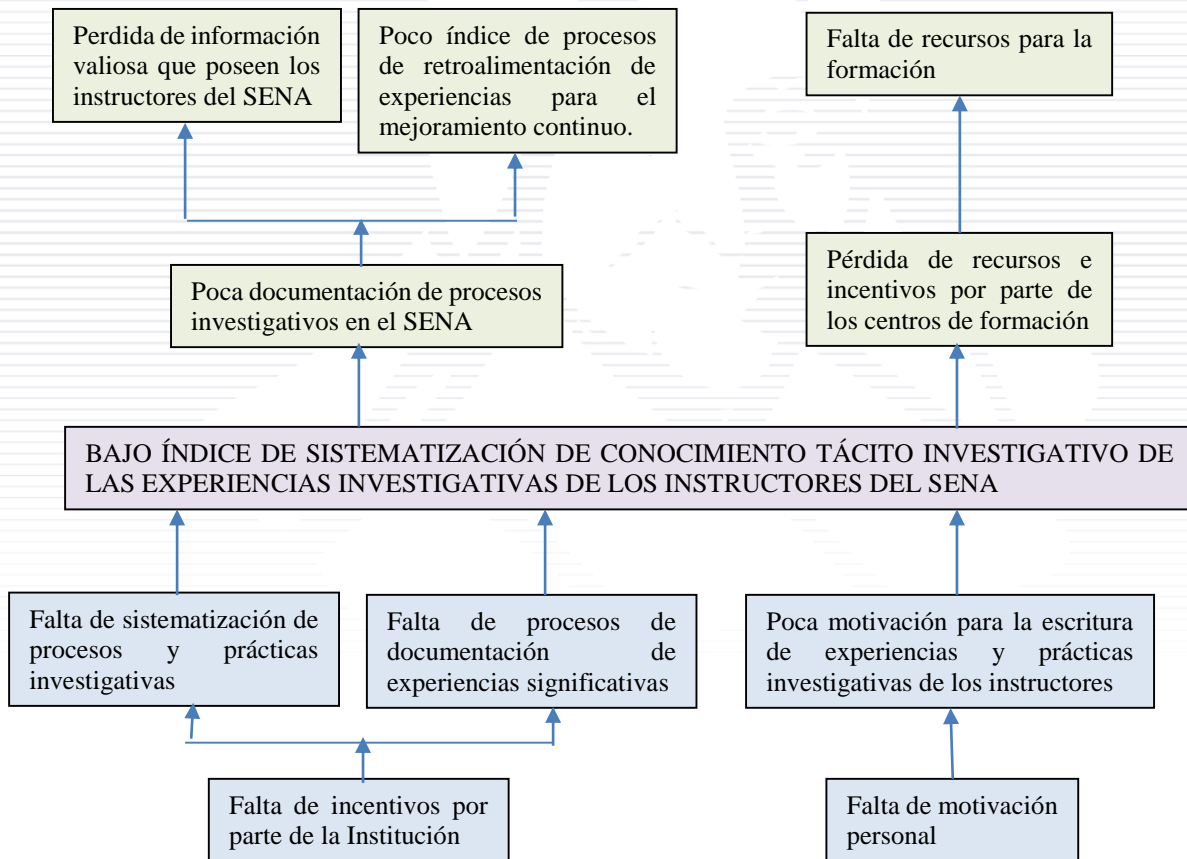 Perdida de información
valiosa que poseen los
instructores del SENA
Poco índice de procesos
de retroalimentación de
experiencias para el
mejoramiento continuo.
Falta de recursos para la
formación
Poca documentación de procesos
investigativos en el SENA
Pérdida de recursos e
incentivos por parte de
los centros de formación
BAJO ÍNDICE DE SISTEMATIZACIÓN DE CONOCIMIENTO TÁCITO INVESTIGATIVO DE
LAS EXPERIENCIAS INVESTIGATIVAS DE LOS INSTRUCTORES DEL SENA
Falta de sistematización de
procesos y prácticas
investigativas
Falta de procesos de
documentación de
experiencias significativas
Poca motivación para la escritura
de experiencias y prácticas
investigativas de los instructores
Falta de incentivos por
parte de la Institución
Falta de motivación
personal